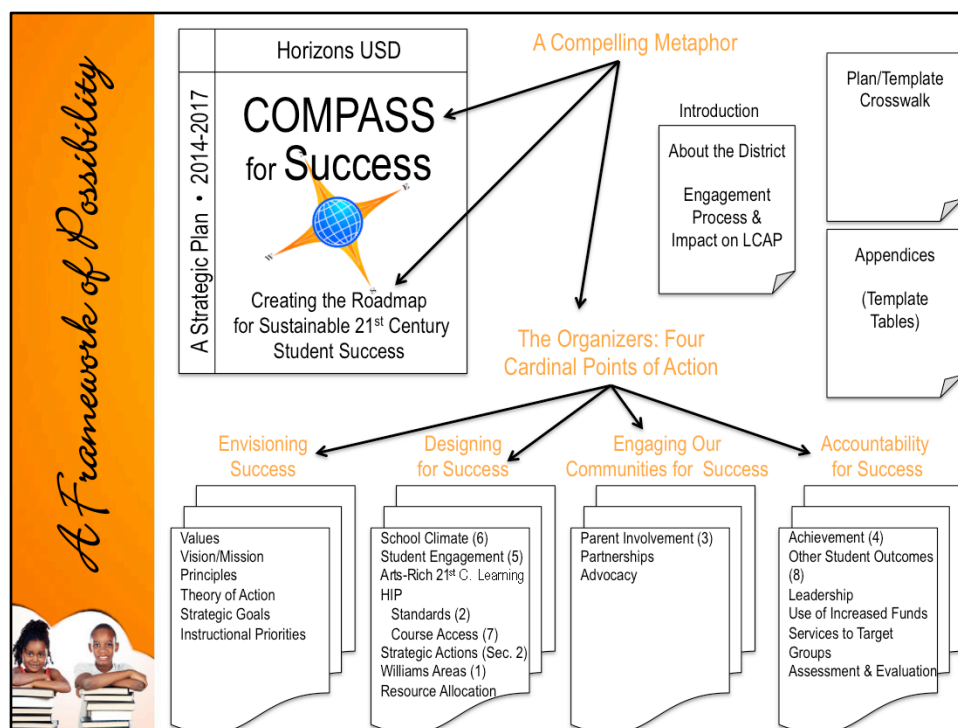 A Framework of Possibility
Horizons USD
A Strategic Plan • 2014-2017
COMPASS
for Success
N
E
W
S
Creating the Roadmap
for Sustainable 21st Century
Student Success
A Compelling Metaphor
Introduction
About the District
Engagement
Process &
Impact on LCAP
Plan/Template
Crosswalk
Appendices
(Template
Tables)
The Organizers: Four
Cardinal Points of Action
Envisioning
Success
Values
Vision/Mission
Principles
Theory of Action
Strategic Goals
Instructional Priorities
Designing
for Success
School Climate (6)
Student Engagement (5)
Arts-Rich 21st C. Learning
HIP
Standards (2)
Course Access (7)
Strategic Actions (Sec. 2)
Williams Areas (1)
Resource Allocation
Engaging Our
Communities for Success
Parent Involvement (3)
Partnerships
Advocacy
Accountability
for Success
Achievement (4)
Other Student Outcomes
(8)
Leadership
Use of Increased Funds
Services to Target
Groups
Assessment & Evaluation